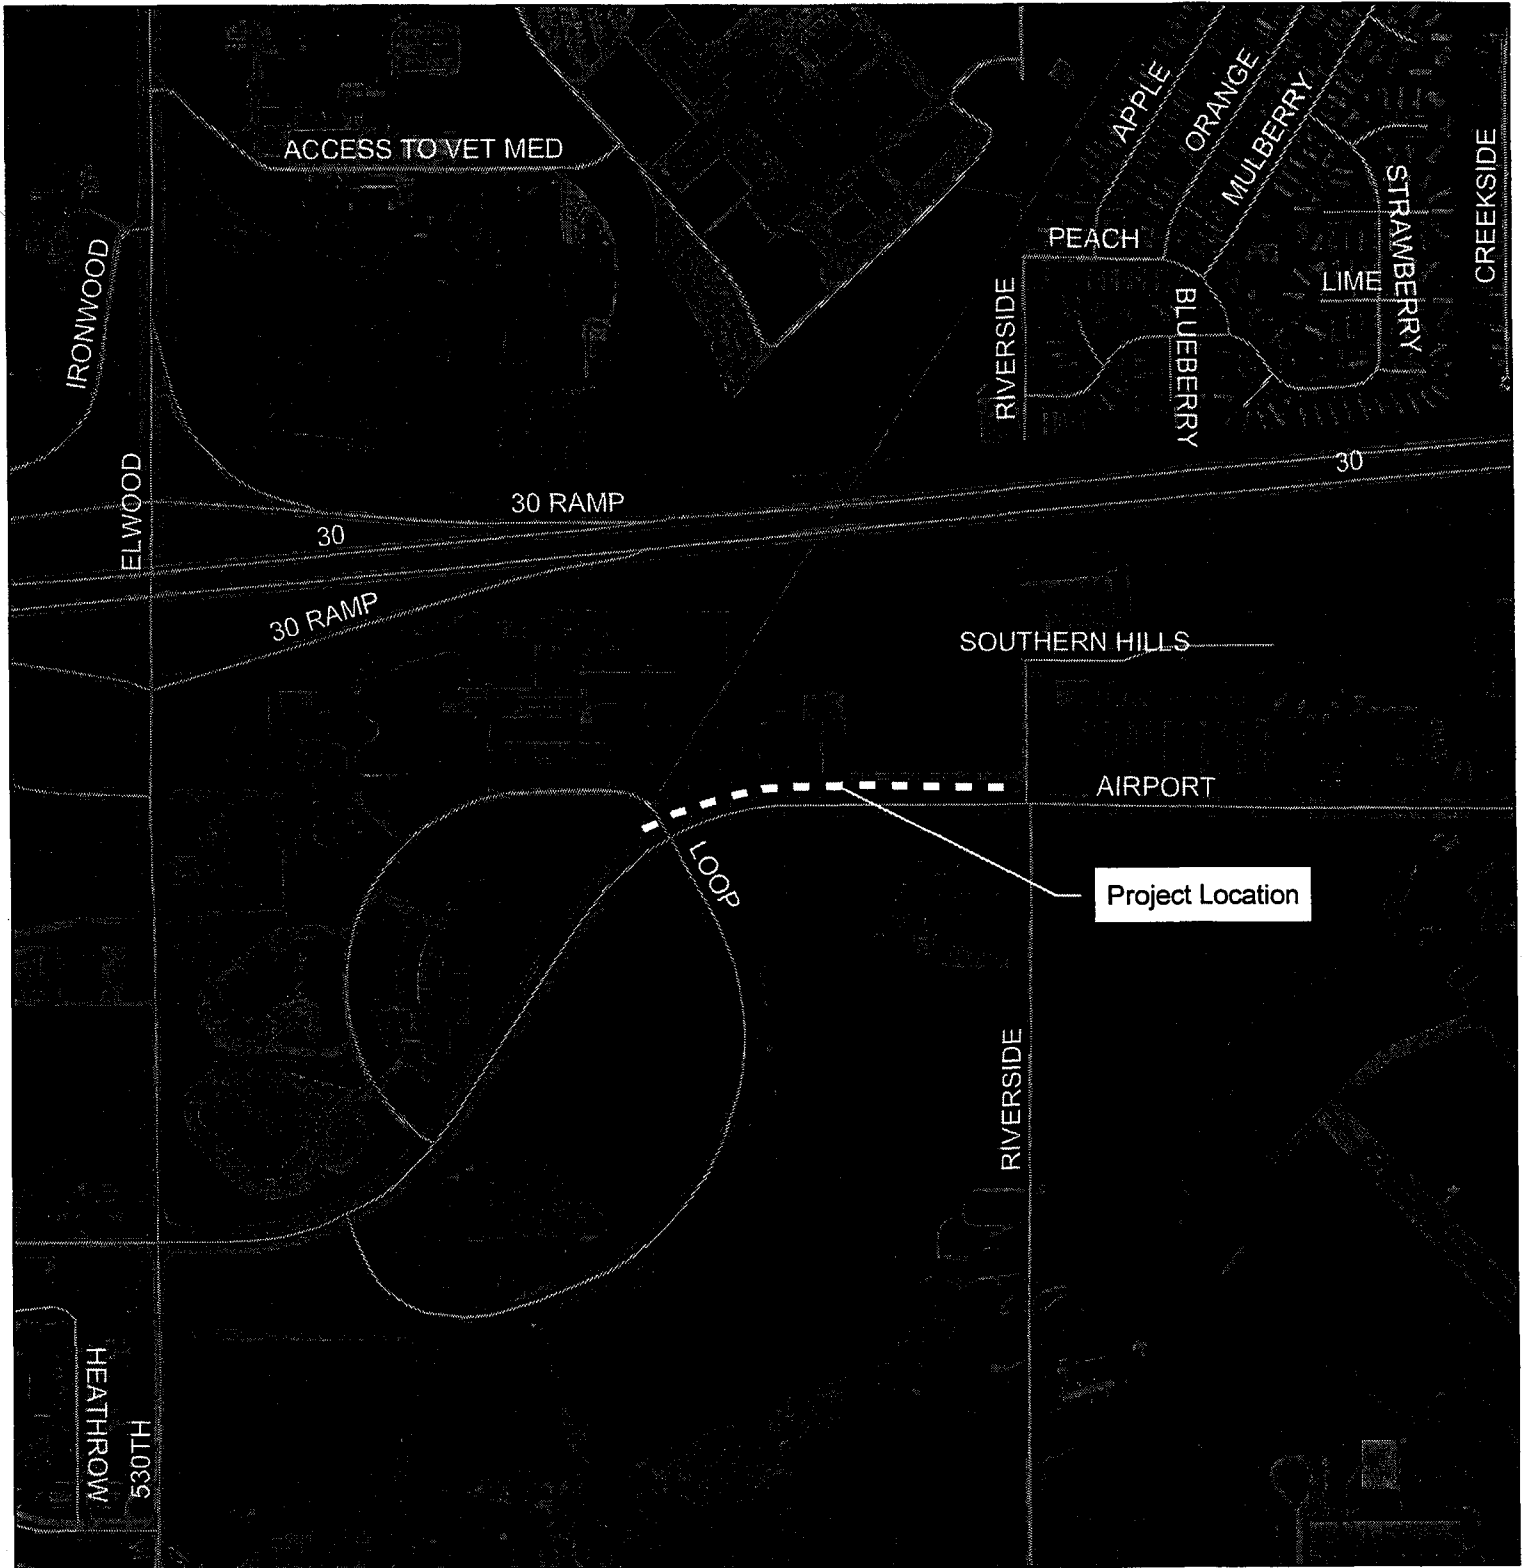 APPLE
ORANGE
MULBERRY
ACCESS TO VET MED
STRAWBERRY
CREEKSIDE
PEACH
IRONWOOD
LIME
RIVERSIDE
BLUEBERRY
ELWOOD
30 RAMP
30
30
30 RAMP
SOUTHERN HILLS
AIRPORT
LOOP
Project Location
RIVERSIDE
HEATHROW
530TH